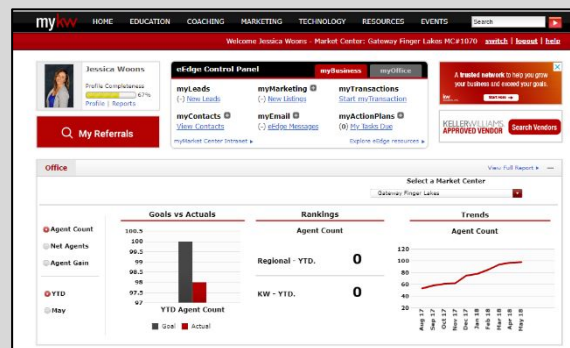 mykw HOME EDUCATION COACHING MARKETING TECHNOLOGY RESOURCES EVENTS Search
Welcome Jessica Woons - Market Center: Gateway Finger Lakes MC#1070 switch | logout | help
Jessica Woons
Profile Completeness
67%
Profile | Reports
My Referrals
eEdge Control Panel myBusiness myOffice
myLeads myMarketing myTransactions
(-) New Leads (-) New Listings Start myTransaction
myContacts myEmail myActionPlans
View Contacts (-) eEdge Messages (0) My Tasks Due
myMarket Center Intranet Explore eEdge resources
A trusted network to help you grow
your business and exceed your goals.
kw
KELLERWILLIAMS
APPROVED VENDOR Search Vendors
Office View Full Report
Select a Market Center
Gateway Finger Lakes
Goals vs Actuals Rankings Trends
Agent Count
Net Agents
Agent Gain
YTD
May
100.5
100
99.5
99
98.5
98
97.5
97
YTD Agent Count
Goal Actual
Agent Count
Regional - YTD. 0
KW - YTD. 0
Agent Count
120
100
80
60
40
20
Aug 17 Sep 17 Oct 17 Nov 17 Dec 17 Jan 18 Feb 18 Mar 18 Apr 18 May 18